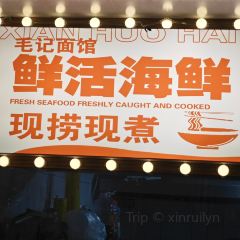 XIAN HUO HAI
毛记面馆
鲜活海鲜
FRESH SEAFOOD FRESHLY CAUGHT AND COOKED
现捞现煮
Trip © xinruilyn